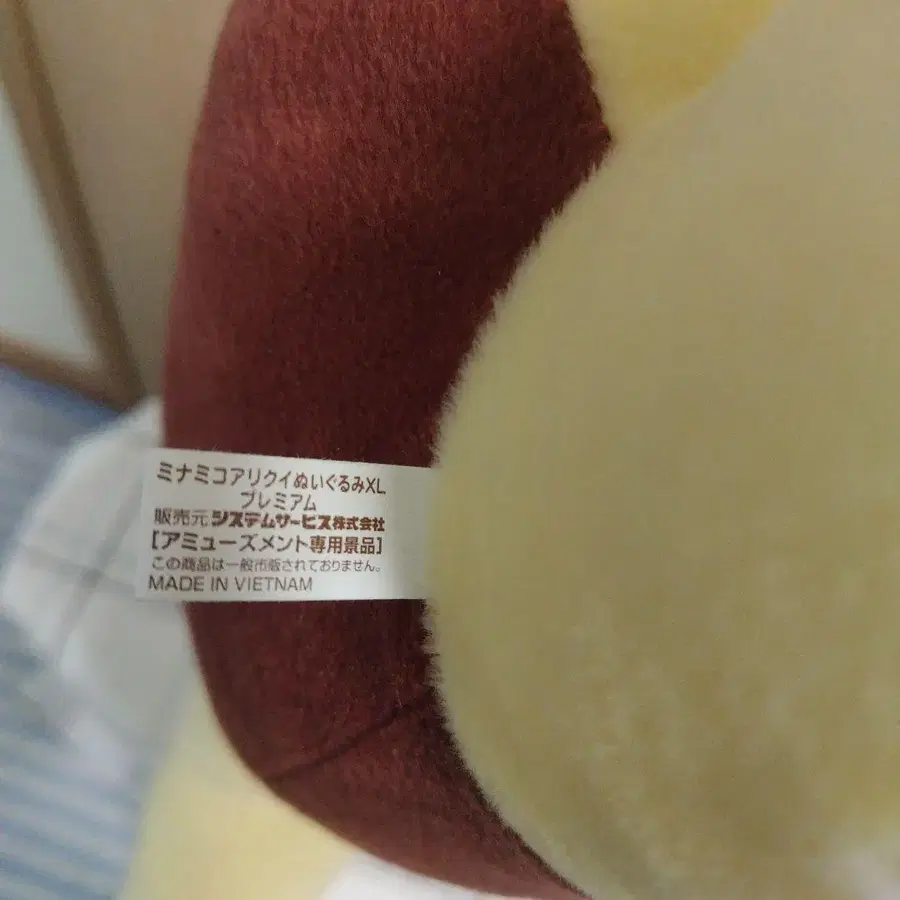 ミナミコアリクイぬいぐるみXL
プレミアム
販売元 システムサービス株式会社
[アミューズメント専用景品]
この商品は一般市販されておりません。
MADE IN VIETNAM